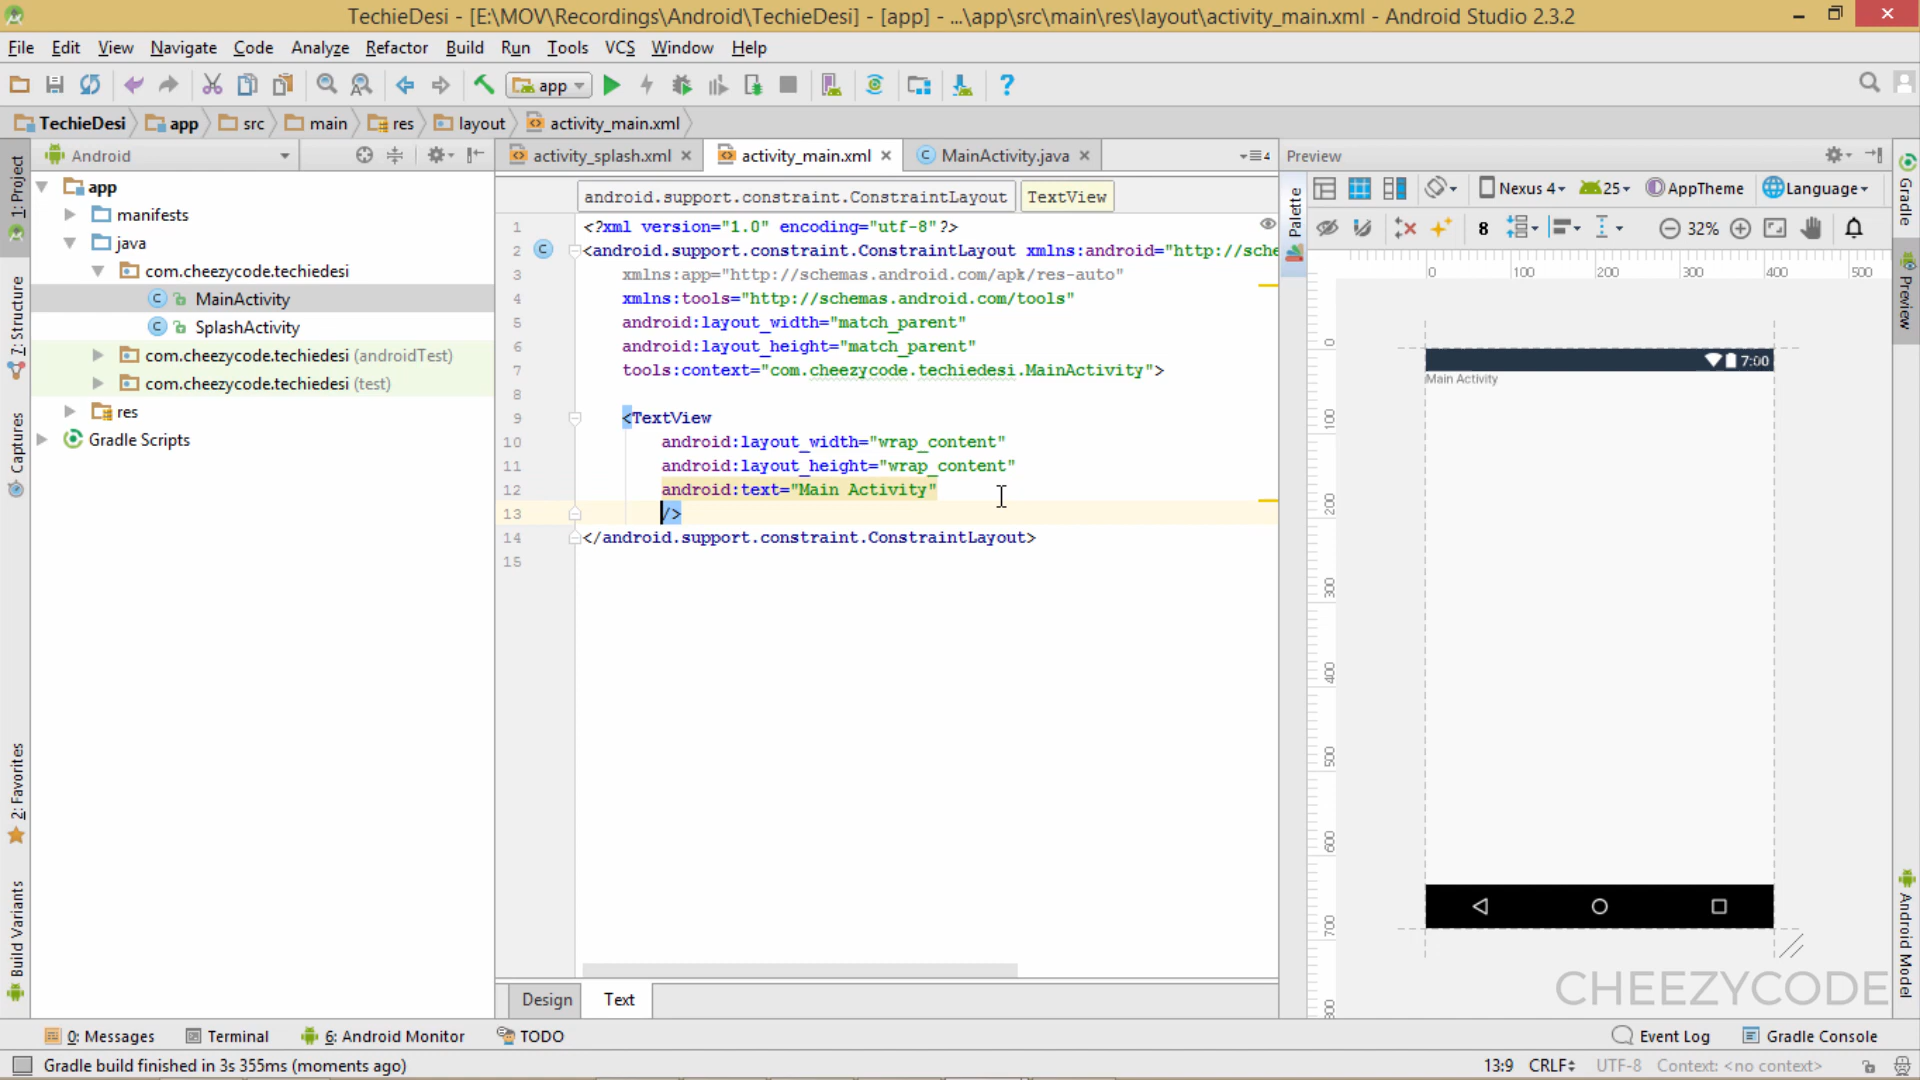 TechieDesi - [E:\MOV\Recordings\Android\TechieDesi] - [app] - ...\app\src\main\res\layout\activity_main.xml - Android Studio 2.3.2
File Edit View Navigate Code Analyze Refactor Build Run Tools VCS Window Help
app
TechieDesi app src main res layout activity_main.xml
Android
activity_splash.xml activity_main.xml MainActivity.java 4
Preview
1: Project
Z: Structure
Captures
2: Favorites
Build Variants
app
manifests
java
com.cheezycode.techiedesi
MainActivity
SplashActivity
com.cheezycode.techiedesi (androidTest)
com.cheezycode.techiedesi (test)
res
Gradle Scripts
android.support.constraint.ConstraintLayout TextView
1 <?xml version="1.0" encoding="utf-8"?>
2 <android.support.constraint.ConstraintLayout xmlns:android="http://sche
3 xmlns:app="http://schemas.android.com/apk/res-auto"
4 xmlns:tools="http://schemas.android.com/tools"
5 android:layout_width="match_parent"
6 android:layout_height="match_parent"
7 tools:context="com.cheezycode.techiedesi.MainActivity">
8
9 <TextView
10 android:layout_width="wrap_content"
11 android:layout_height="wrap_content"
12 android:text="Main Activity"
13 />
14 </android.support.constraint.ConstraintLayout>
15
Design Text
Palette
Nexus 4 25 AppTheme Language
8 32%
0 100 200 300 400 500
0
100
200
300
400
500
600
700
800
7:00
Main Activity
CHEEZYCODE
Gradle
Preview
Android Model
0: Messages Terminal 6: Android Monitor TODO Event Log Gradle Console
Gradle build finished in 3s 355ms (moments ago) 13:9 CRLF UTF-8 Context: <no context>